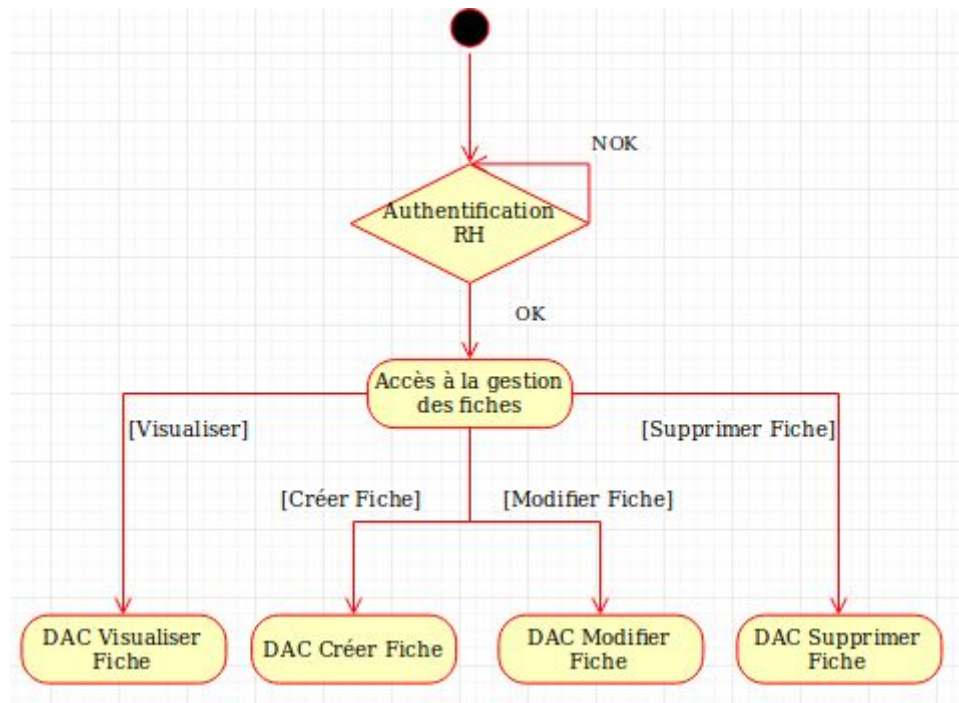 NOK
Authentification
RH
OK
Accès à la gestion
des fiches
[Visualiser]
[Supprimer Fiche]
[Créer Fiche]
[Modifier Fiche]
DAC Visualiser
Fiche
DAC Créer Fiche
DAC Modifier
Fiche
DAC Supprimer
Fiche